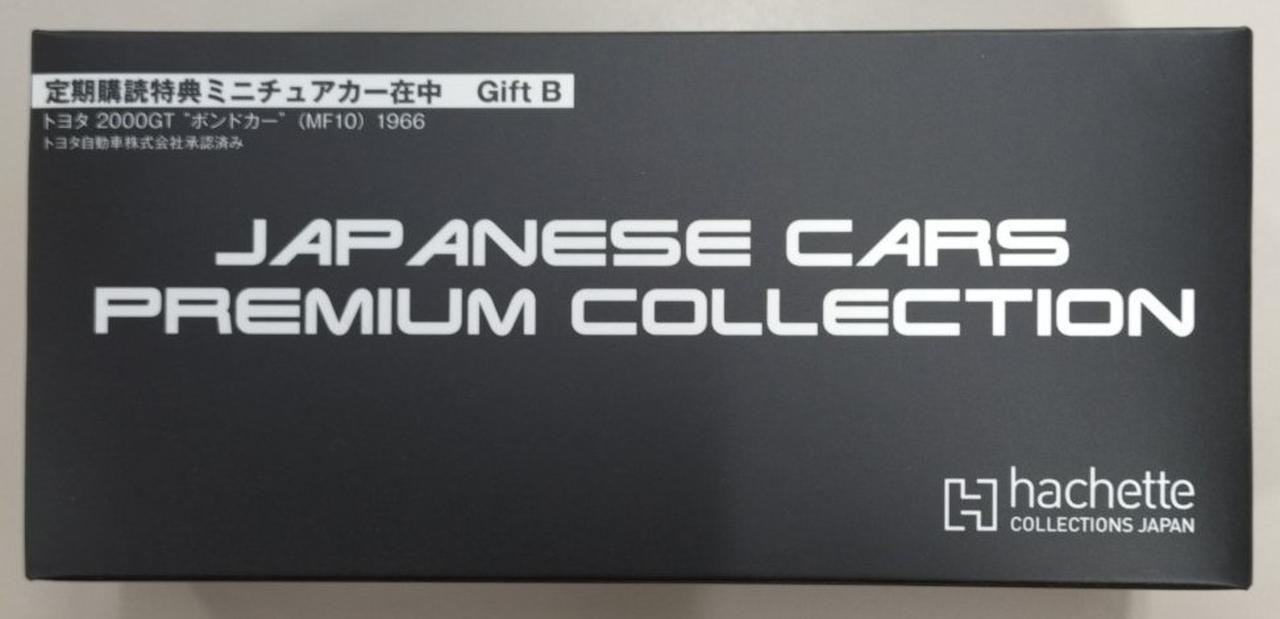 定期購読特典ミニチュアカー在中 Gift B
トヨタ 2000GT “ボンドカー” (MF10) 1966
トヨタ自動車株式会社承認済み
JAPANESE CARS
PREMIUM COLLECTION
hachette
COLLECTIONS JAPAN